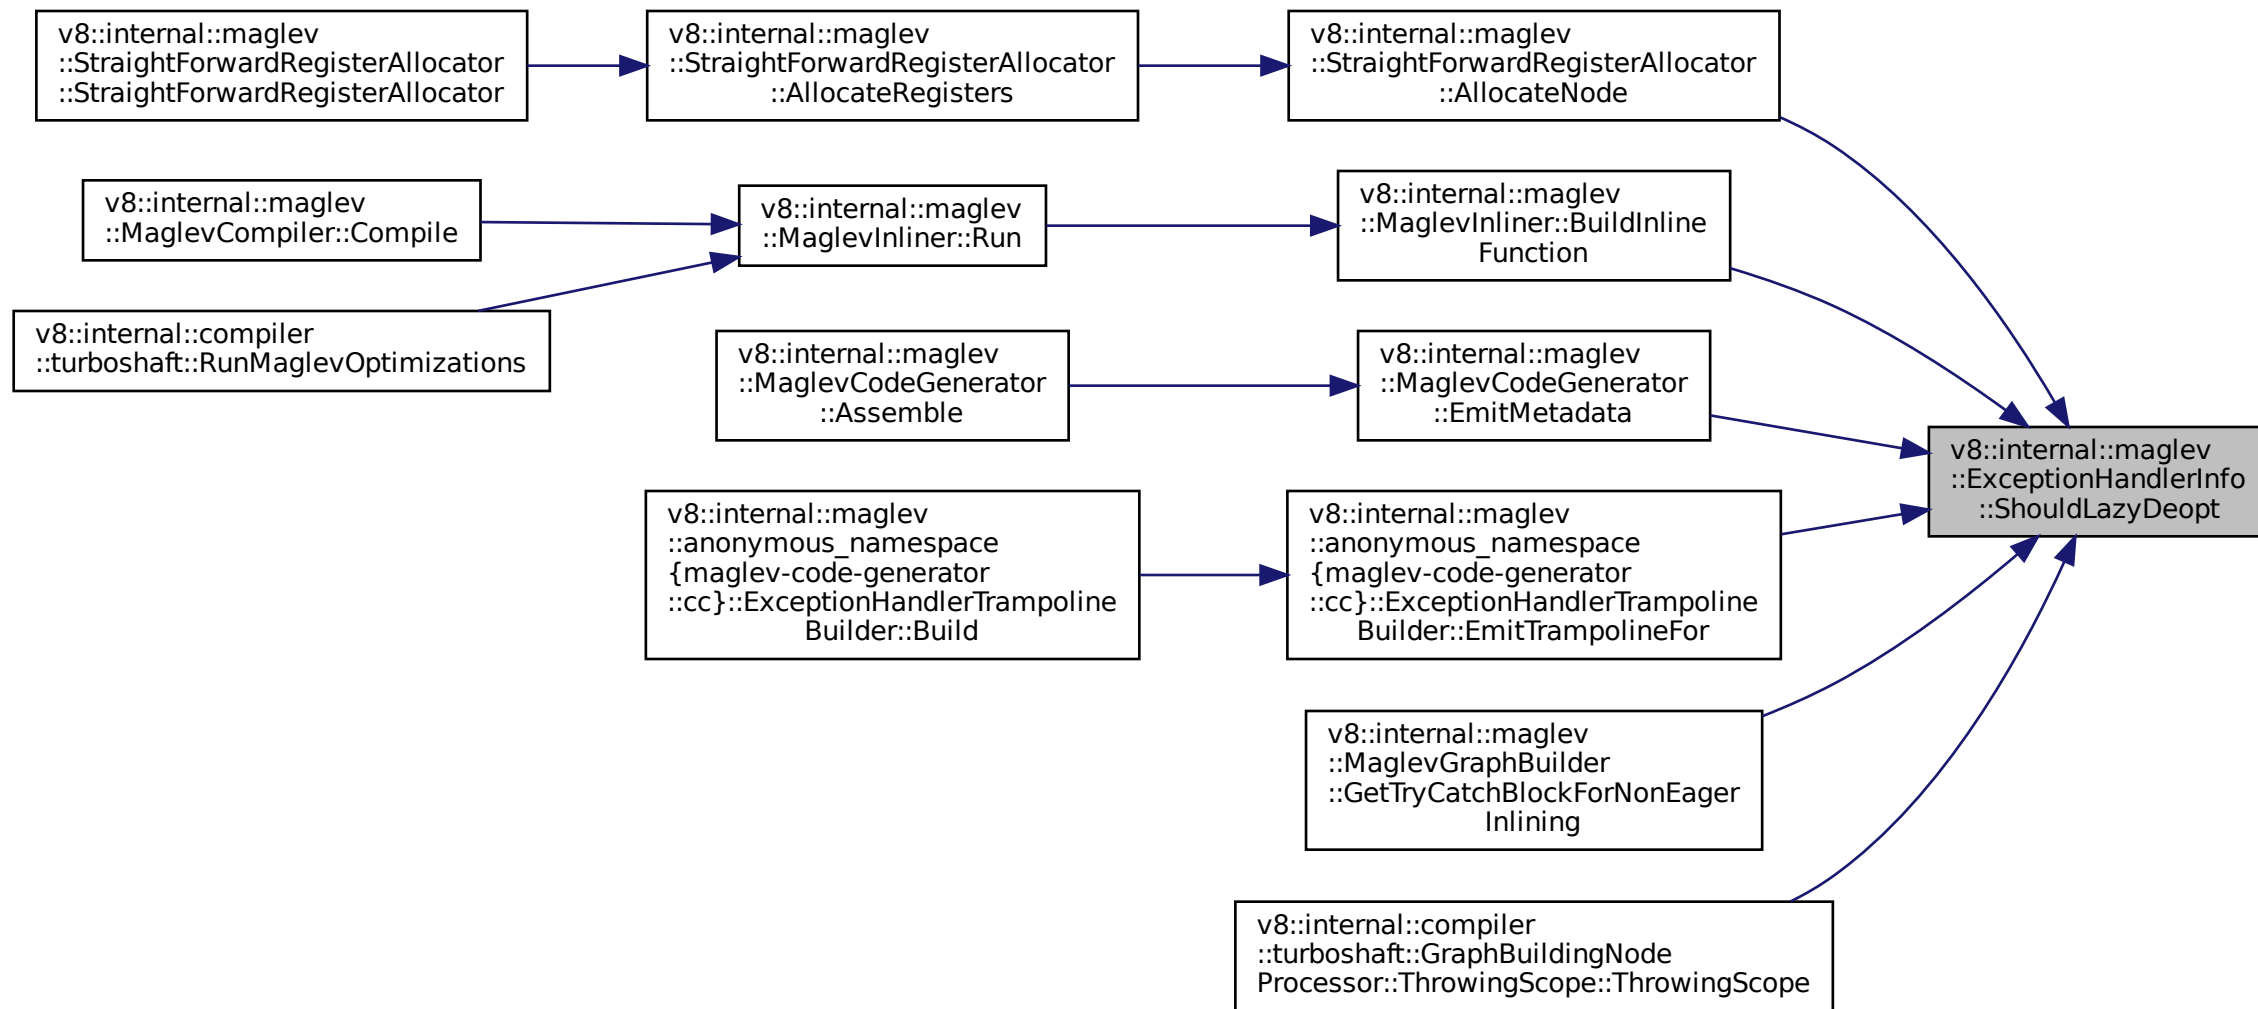 v8::internal::maglev
::StraightForwardRegisterAllocator
::StraightForwardRegisterAllocator
v8::internal::maglev
::StraightForwardRegisterAllocator
::AllocateRegisters
v8::internal::maglev
::StraightForwardRegisterAllocator
::AllocateNode
v8::internal::maglev
::MaglevCompiler::Compile
v8::internal::maglev
::MaglevInliner::Run
v8::internal::maglev
::MaglevInliner::BuildInline
Function
v8::internal::compiler
::turboshaft::RunMaglevOptimizations
v8::internal::maglev
::MaglevCodeGenerator
::Assemble
v8::internal::maglev
::MaglevCodeGenerator
::EmitMetadata
v8::internal::maglev
::ExceptionHandlerInfo
::ShouldLazyDeopt
v8::internal::maglev
::anonymous_namespace
{maglev-code-generator
::cc}::ExceptionHandlerTrampoline
Builder::Build
v8::internal::maglev
::anonymous_namespace
{maglev-code-generator
::cc}::ExceptionHandlerTrampoline
Builder::EmitTrampolineFor
v8::internal::maglev
::MaglevGraphBuilder
::GetTryCatchBlockForNonEager
Inlining
v8::internal::compiler
::turboshaft::GraphBuildingNode
Processor::ThrowingScope::ThrowingScope